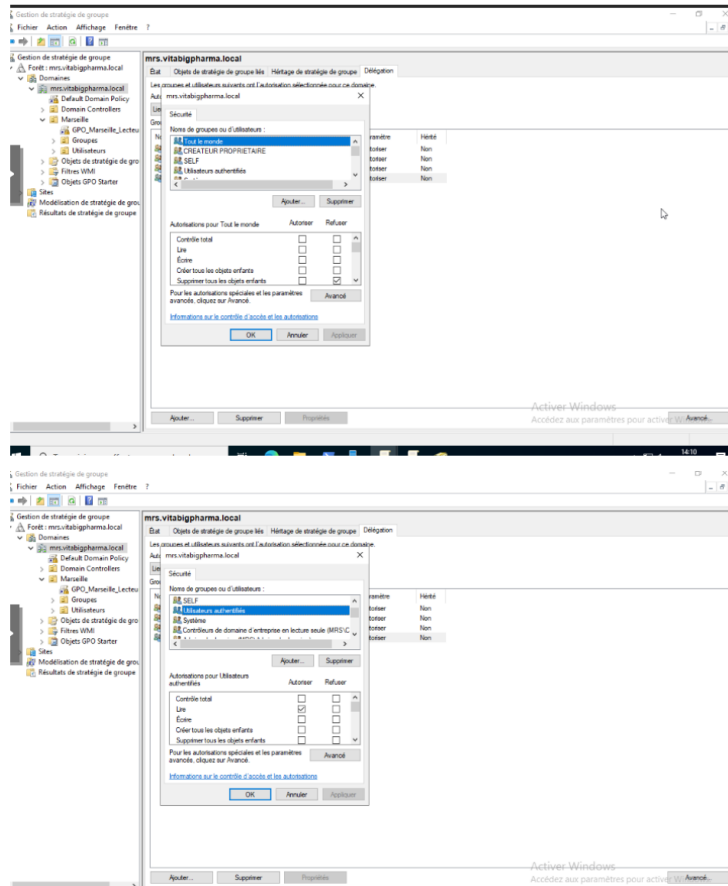 Gestion de stratégie de groupe
Fichier Action Affichage Fenêtre ?
Gestion de stratégie de groupe
Forêt : mrs.vitabigpharma.local
Domaines
mrs.vitabigpharma.local
Default Domain Policy
Domain Controllers
Marseille
GPO_Marseille_Lecteu
Groupes
Utilisateurs
Objets de stratégie de gro
Filtres WMI
Objets GPO Starter
Sites
Modélisation de stratégie de grou
Résultats de stratégie de groupe
mrs.vitabigpharma.local
État Objets de stratégie de groupe liés Héritage de stratégie de groupe Délégation
Les groupes et utilisateurs suivants ont l'autorisation sélectionnée pour ce domaine.
mrs.vitabigpharma.local
Sécurité
Noms de groupes ou d'utilisateurs :
Tout le monde
CREATEUR PROPRIETAIRE
SELF
Utilisateurs authentifiés
Ajouter... Supprimer
Autorisations pour Tout le monde Autoriser Refuser
Contrôle total
Lire
Écrire
Créer tous les objets enfants
Supprimer tous les objets enfants
Pour les autorisations spéciales et les paramètres
avancés, cliquez sur Avancé.
Avancé
Informations sur le contrôle d'accès et les autorisations
OK Annuler Appliquer
ramètre Hérité
toriser Non
toriser Non
toriser Non
toriser Non
Activer Windows
Accédez aux paramètres pour activer
Ajouter... Supprimer Propriétés Avancé...
14:10
Gestion de stratégie de groupe
Fichier Action Affichage Fenêtre ?
Gestion de stratégie de groupe
Forêt : mrs.vitabigpharma.local
Domaines
mrs.vitabigpharma.local
Default Domain Policy
Domain Controllers
Marseille
GPO_Marseille_Lecteu
Groupes
Utilisateurs
Objets de stratégie de gro
Filtres WMI
Objets GPO Starter
Sites
Modélisation de stratégie de grou
Résultats de stratégie de groupe
mrs.vitabigpharma.local
État Objets de stratégie de groupe liés Héritage de stratégie de groupe Délégation
Les groupes et utilisateurs suivants ont l'autorisation sélectionnée pour ce domaine.
mrs.vitabigpharma.local
Sécurité
Noms de groupes ou d'utilisateurs :
SELF
Utilisateurs authentifiés
Système
Contrôleurs de domaine d'entreprise en lecture seule (MRS\C
Ajouter... Supprimer
Autorisations pour Utilisateurs
authentifiés
Autoriser Refuser
Contrôle total
Lire
Écrire
Créer tous les objets enfants
Supprimer tous les objets enfants
Pour les autorisations spéciales et les paramètres
avancés, cliquez sur Avancé.
Avancé
Informations sur le contrôle d'accès et les autorisations
OK Annuler Appliquer
ramètre Hérité
toriser Non
toriser Non
toriser Non
toriser Non
Activer Windows
Accédez aux paramètres pour activer
Ajouter... Supprimer Propriétés Avancé...